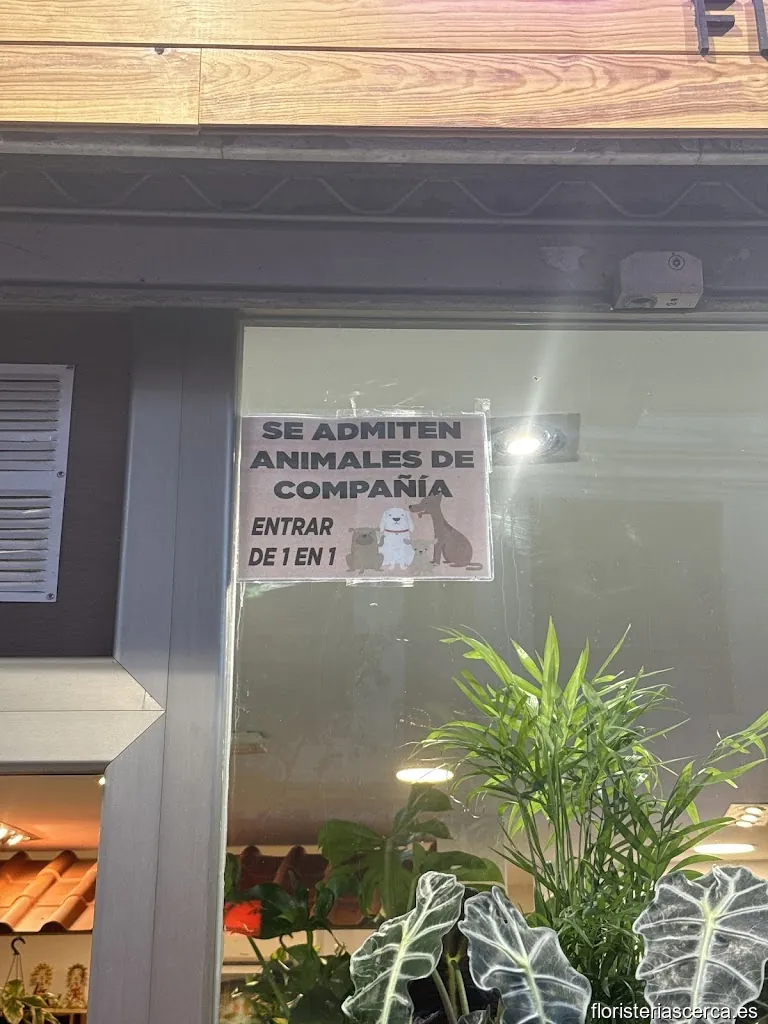 SE ADMITEN
ANIMALES DE
COMPAÑÍA
ENTRAR
DE 1 EN 1
floristeriascerca.es